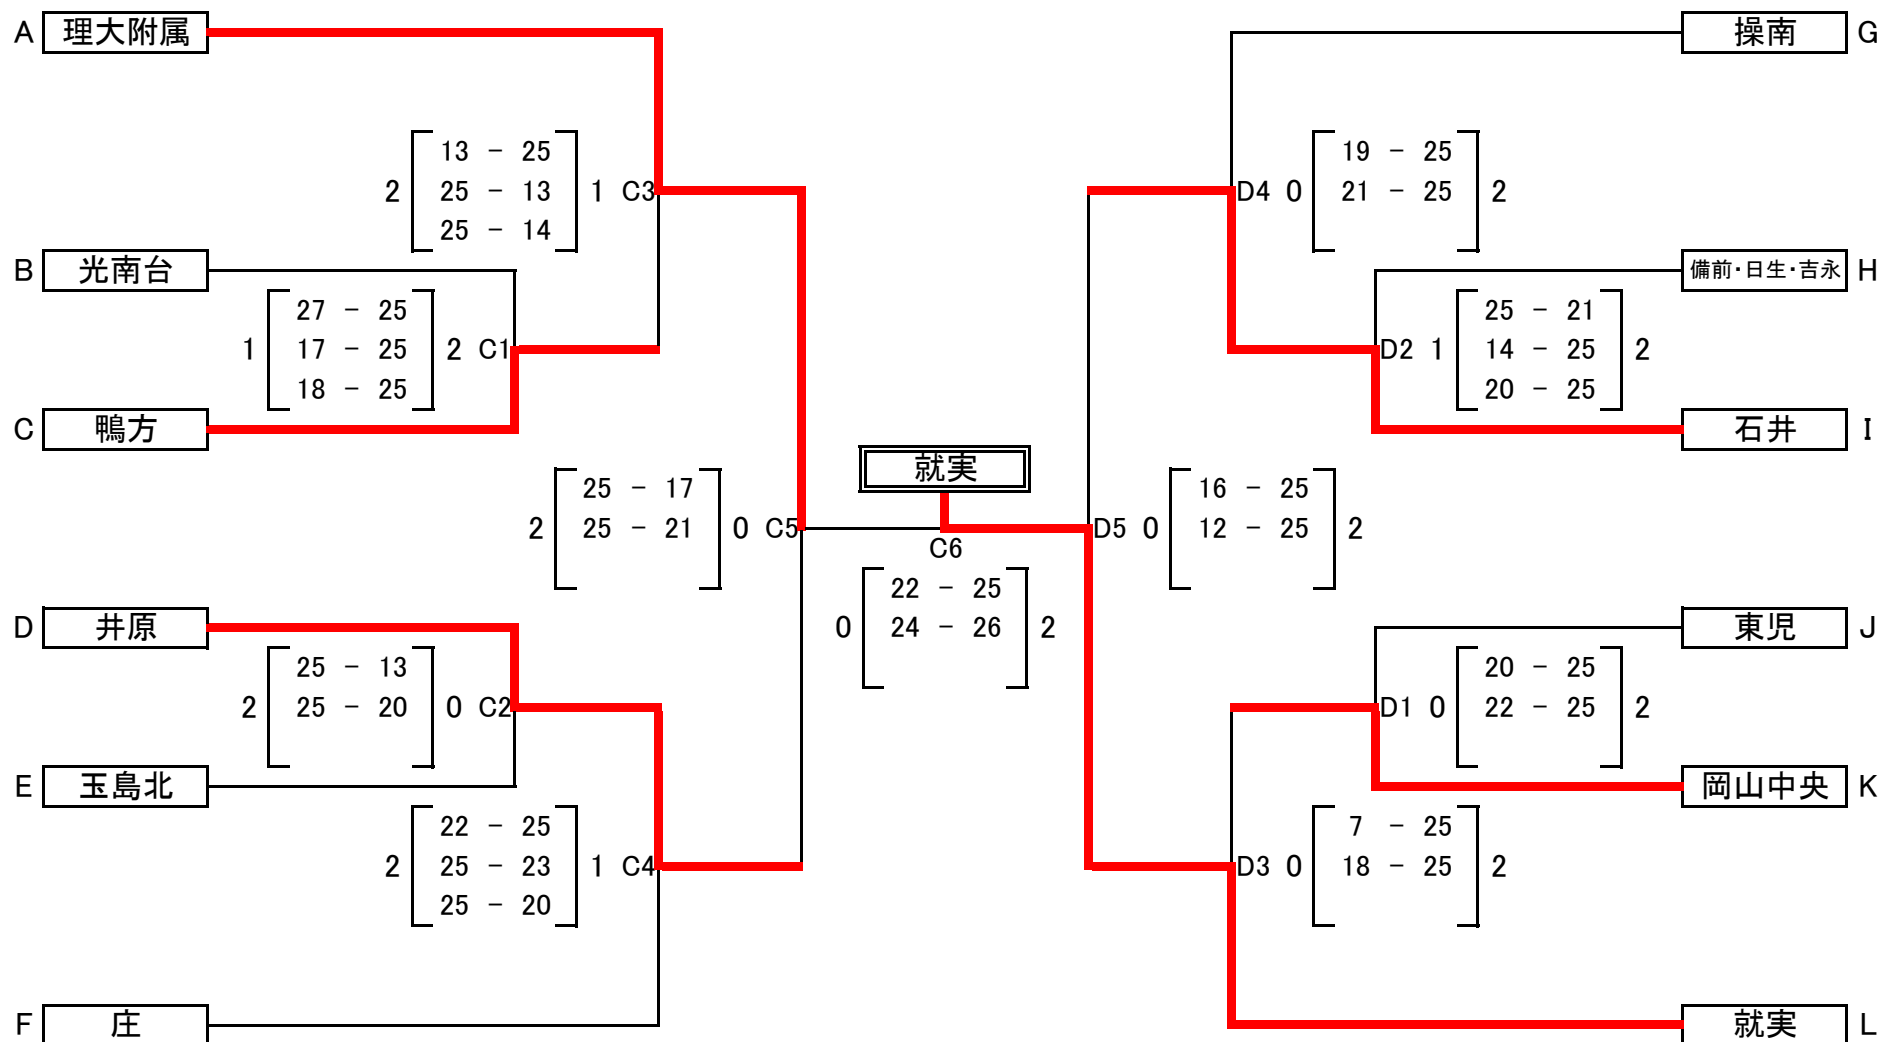 A 理大附属
操南 G
13 - 25
2 25 - 13 1 C3
25 - 14
19 - 25
D4 0 21 - 25 2
B 光南台
備前・日生・吉永 H
27 - 25
1 17 - 25 2 C1
18 - 25
25 - 21
D2 1 14 - 25 2
20 - 25
C 鴨方
石井 I
就実
25 - 17
2 25 - 21 0 C5
16 - 25
D5 0 12 - 25 2
C6
22 - 25
0 24 - 26 2
D 井原
東児 J
25 - 13
2 25 - 20 0 C2
20 - 25
D1 0 22 - 25 2
E 玉島北
岡山中央 K
22 - 25
2 25 - 23 1 C4
25 - 20
7 - 25
D3 0 18 - 25 2
F 庄
就実 L